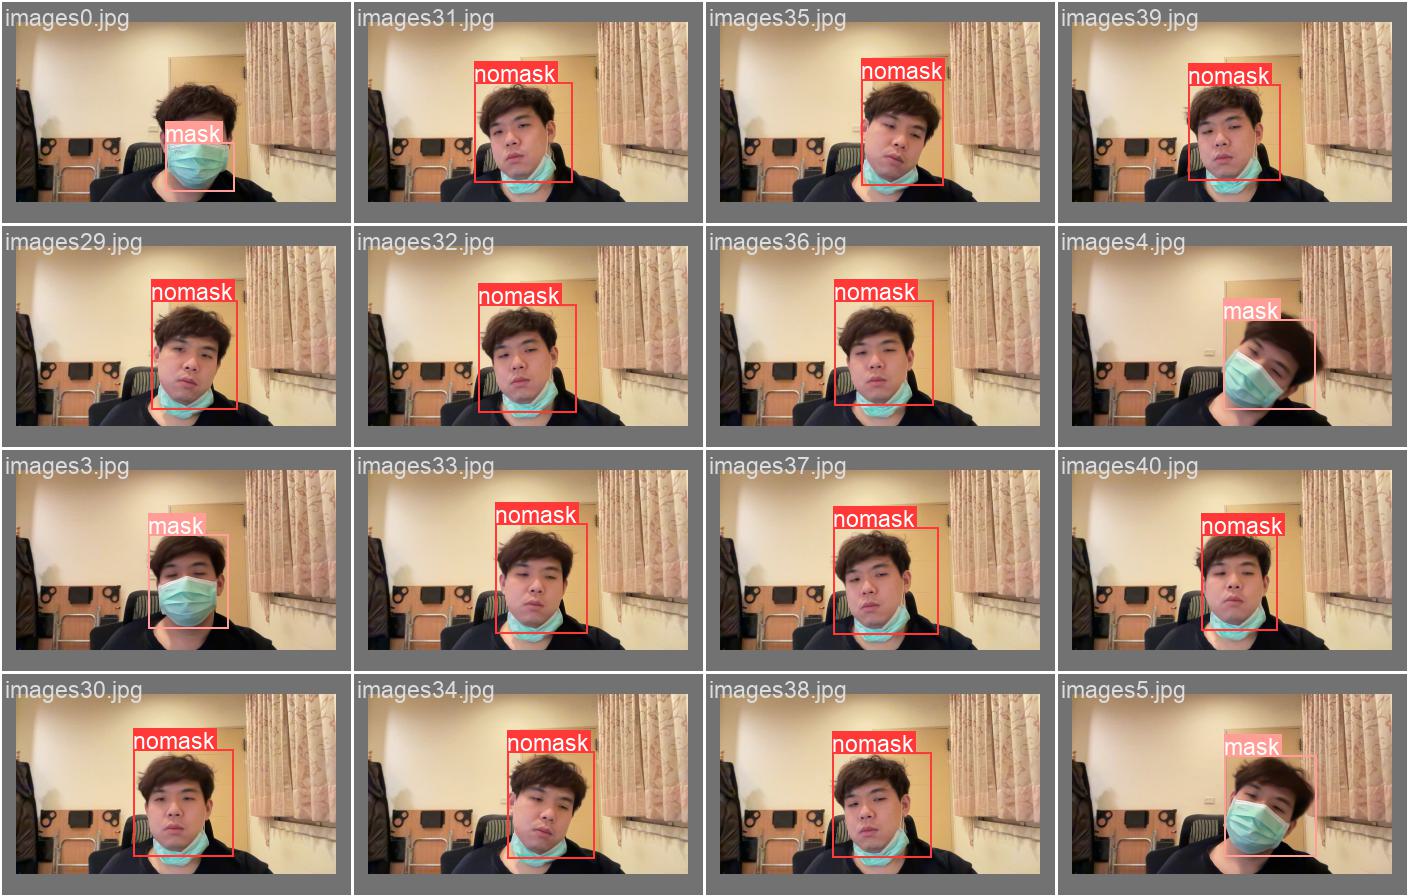 images0.jpg
mask
images31.jpg
nomask
images35.jpg
nomask
images39.jpg
nomask
images29.jpg
nomask
images32.jpg
nomask
images36.jpg
nomask
images4.jpg
mask
images3.jpg
mask
images33.jpg
nomask
images37.jpg
nomask
images40.jpg
nomask
images30.jpg
nomask
images34.jpg
nomask
images38.jpg
nomask
images5.jpg
mask